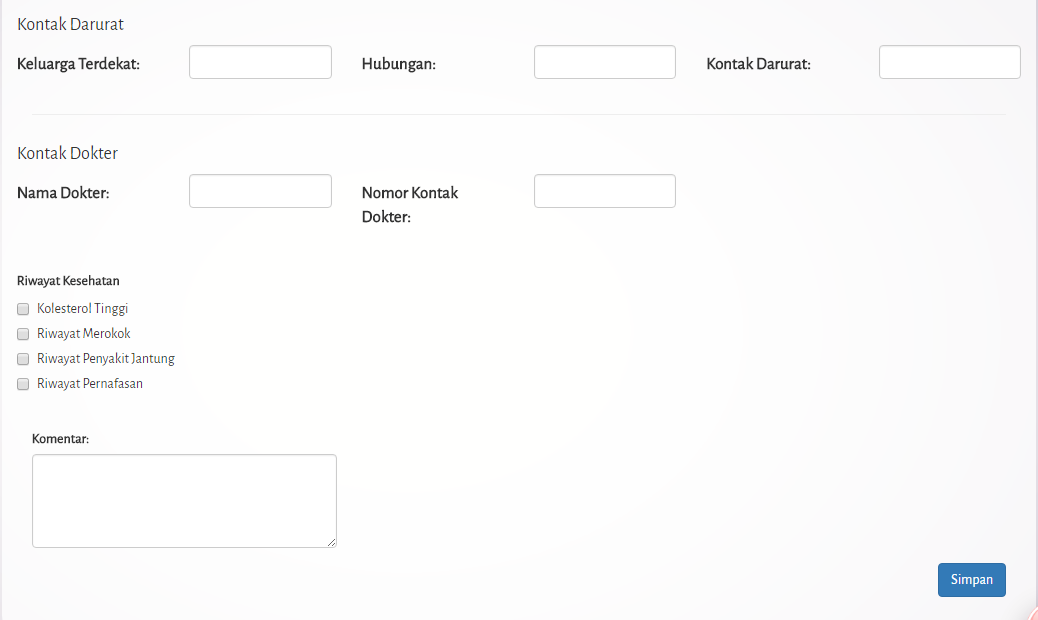 Kontak Darurat
Keluarga Terdekat: Hubungan: Kontak Darurat:
Kontak Dokter
Nama Dokter: Nomor Kontak
Dokter:
Riwayat Kesehatan
Kolesterol Tinggi
Riwayat Merokok
Riwayat Penyakit Jantung
Riwayat Pernafasan
Komentar:
Simpan